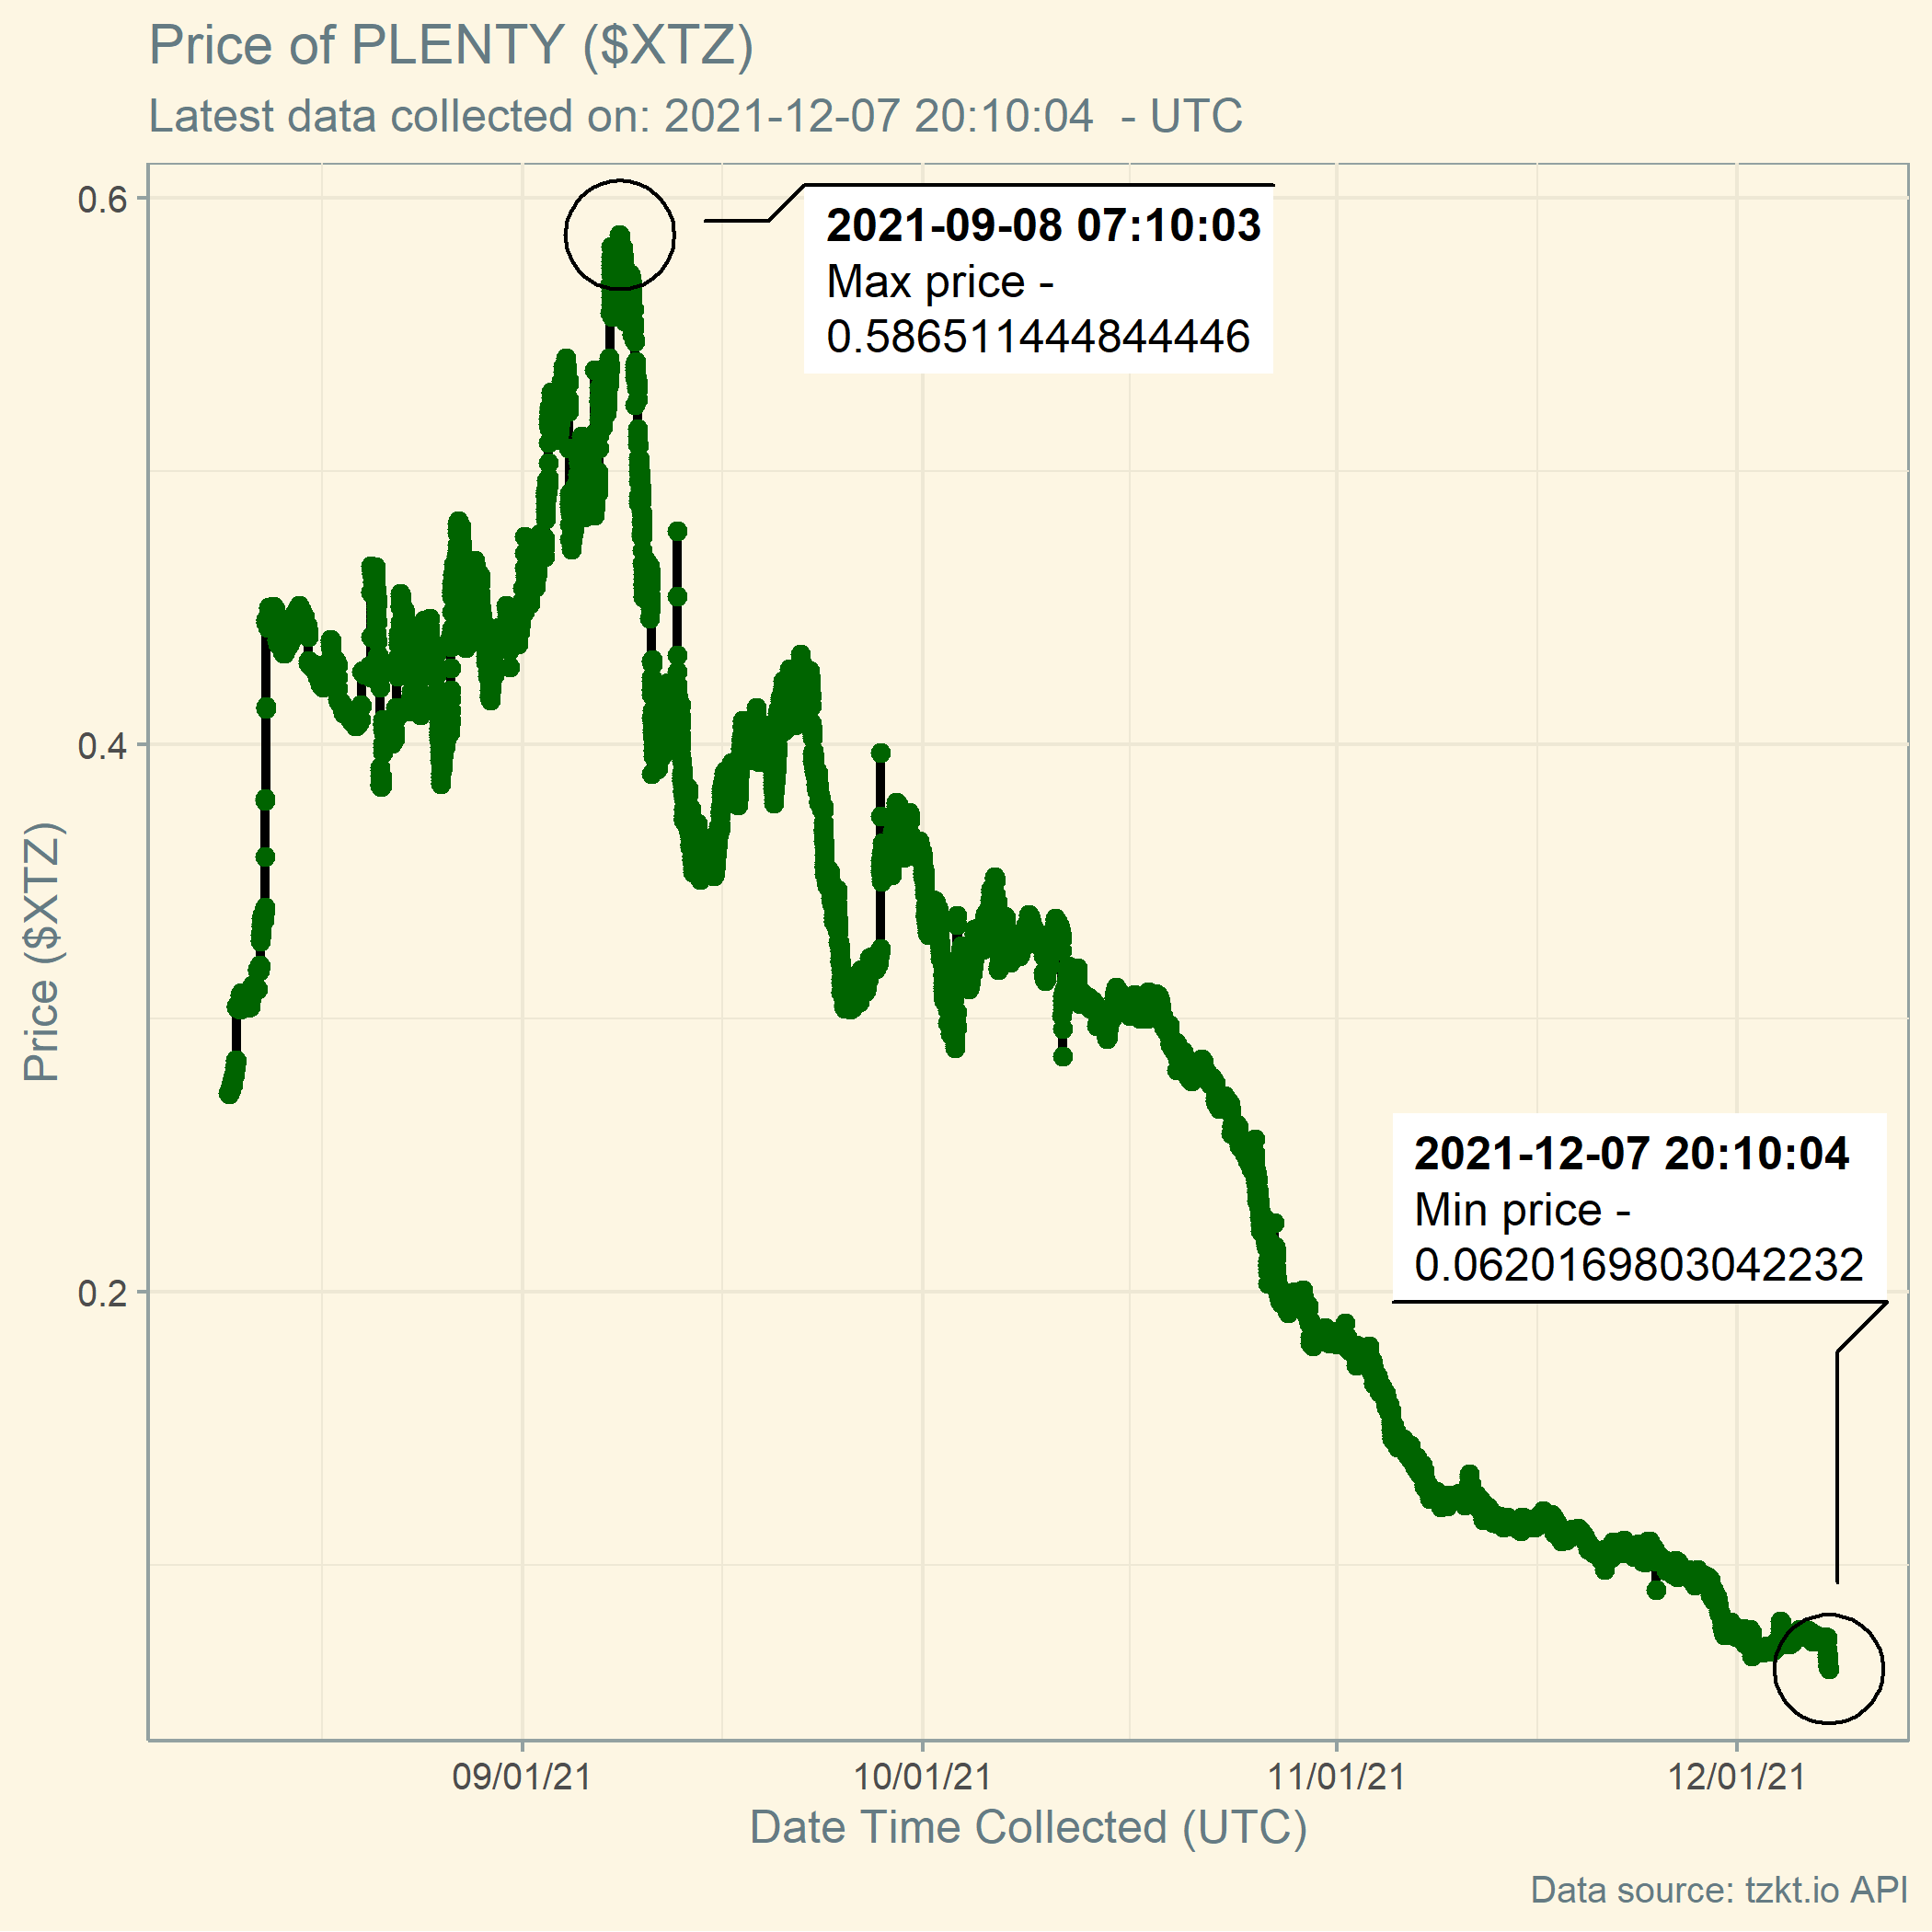 Price of PLENTY ($XTZ)
Latest data collected on: 2021-12-07 20:10:04  - UTC
0.6
0.4
0.2
Price ($XTZ)
2021-09-08 07:10:03
Max price -
0.586511444844446
2021-12-07 20:10:04
Min price -
0.0620169803042232
09/01/21
10/01/21
11/01/21
12/01/21
Date Time Collected (UTC)
Data source: tzkt.io API